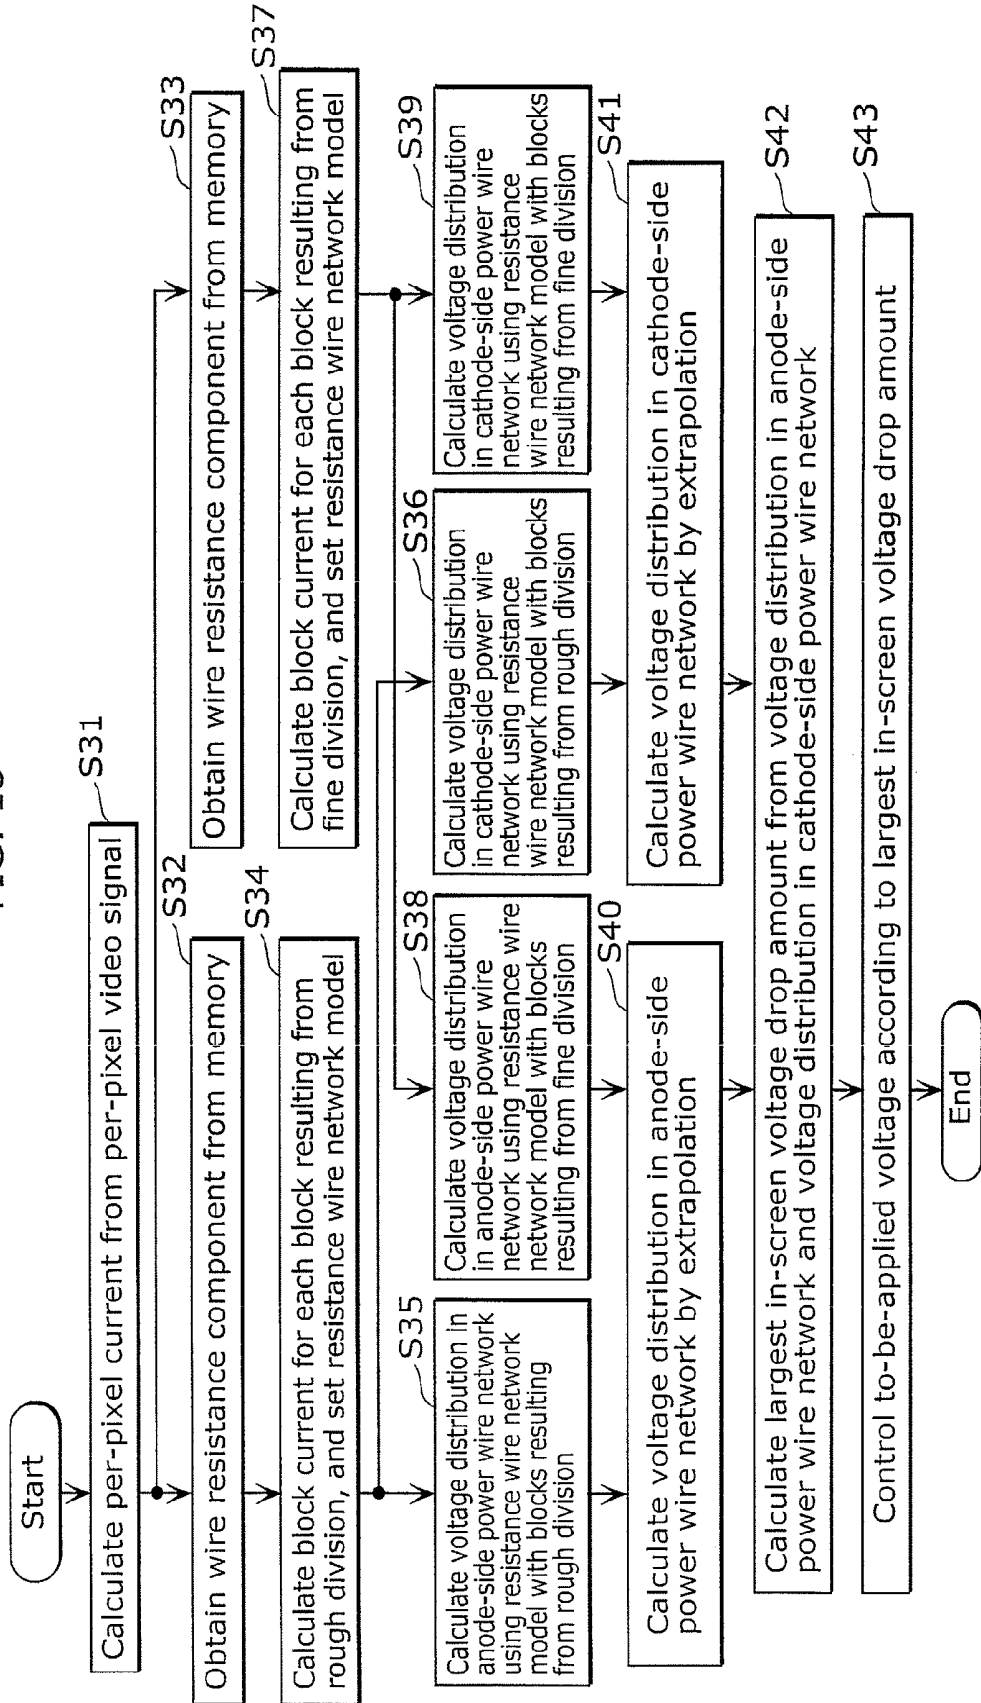 Start
Calculate per-pixel current from per-pixel video signal
S31
Obtain wire resistance component from memory
S32
Obtain wire resistance component from memory
S33
Calculate block current for each block resulting from
rough division, and set resistance wire network model
S34
Calculate block current for each block resulting from
fine division, and set resistance wire network model
S37
Calculate voltage distribution in
anode-side power wire network
using resistance wire network
model with blocks resulting
from rough division
S35
Calculate voltage distribution
in anode-side power wire
network using resistance wire
network model with blocks
resulting from fine division
S38
Calculate voltage distribution
in cathode-side power wire
network using resistance
wire network model with blocks
resulting from rough division
S36
Calculate voltage distribution
in cathode-side power wire
network using resistance
wire network model with blocks
resulting from fine division
S39
Calculate voltage distribution in anode-side
power wire network by extrapolation
S40
Calculate voltage distribution in cathode-side
power wire network by extrapolation
S41
Calculate largest in-screen voltage drop amount from voltage distribution in anode-side
power wire network and voltage distribution in cathode-side power wire network
S42
Control to-be-applied voltage according to largest in-screen voltage drop amount
S43
End